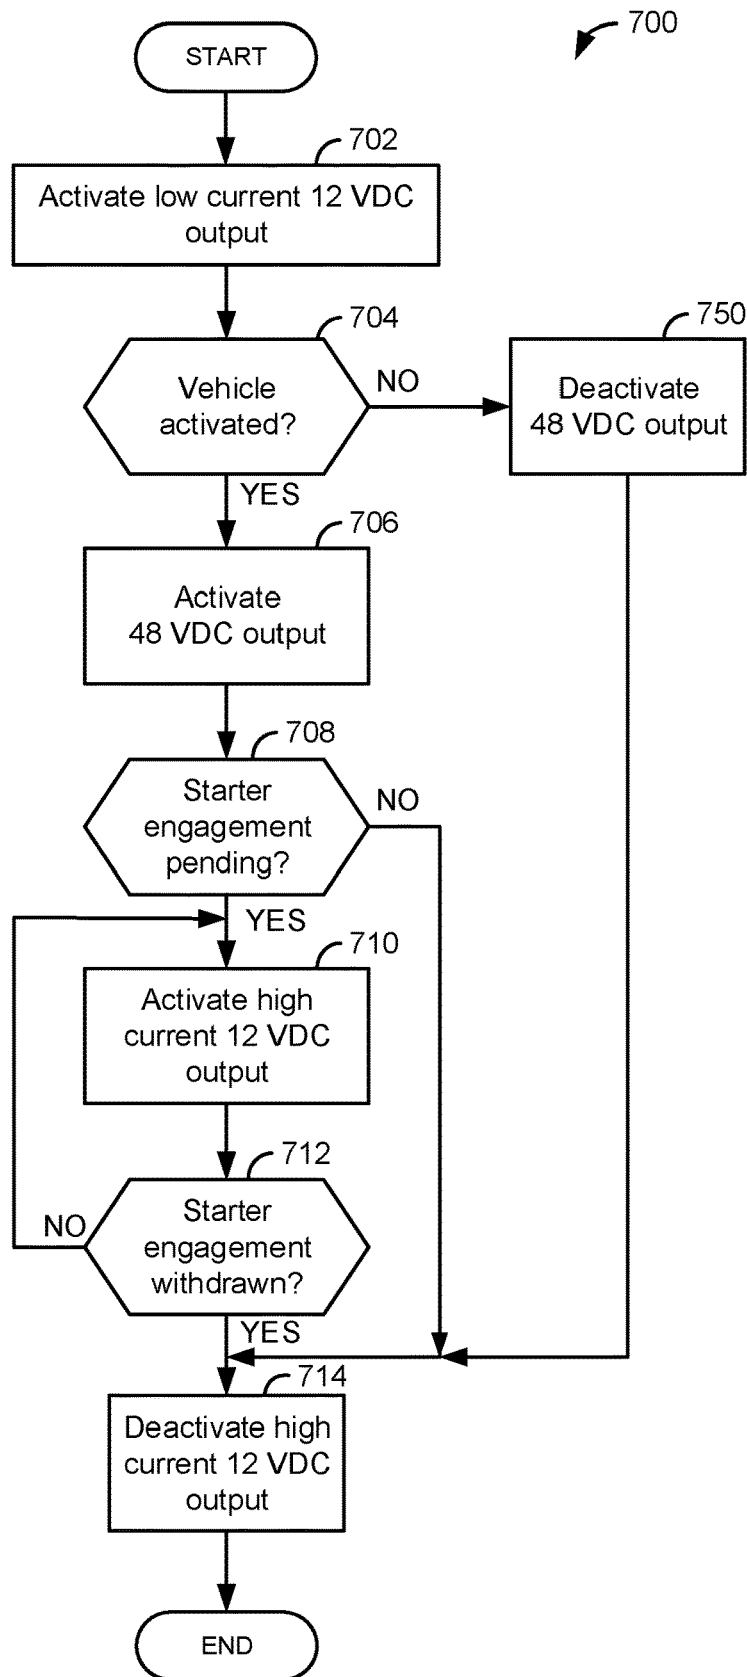 700
START
702
Activate low current 12 VDC
output
704
Vehicle
activated?
NO
750
Deactivate
48 VDC output
YES
706
Activate
48 VDC output
708
Starter
engagement
pending?
NO
YES
710
Activate high
current 12 VDC
output
712
Starter
engagement
withdrawn?
NO
YES
714
Deactivate high
current 12 VDC
output
END